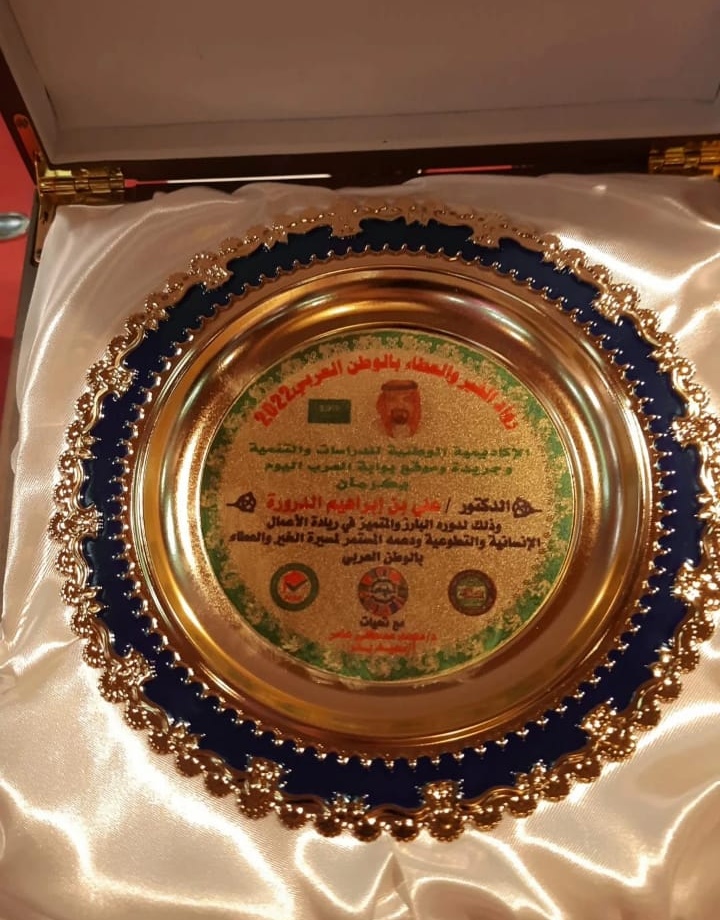 رواد الخير والعطاء بالوطن العربي 2022
الاكاديمية الوطنية للدراسات والتنمية
وجريدة وموقع بوابة العرب اليوم
يكرمان
الدكتور / علي بن إبراهيم الدرورة
وذلك لدوره البارز والمتميز في ريادة الأعمال
الإنسانية والتطوعية ودعمه المستمر لمسيرة الخير والعطاء
بالوطن العربي
مع تحيات